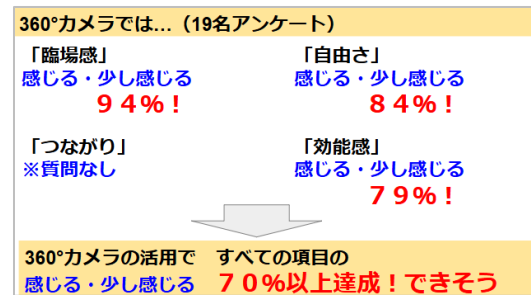 360°カメラでは…（19名アンケート）
「臨場感」
感じる・少し感じる
９４%！
「自由さ」
感じる・少し感じる
８４%！
「つながり」
※質問なし
「効能感」
感じる・少し感じる
７９%！
360°カメラの活用で　すべての項目の
感じる・少し感じる　７０%以上達成！できそう